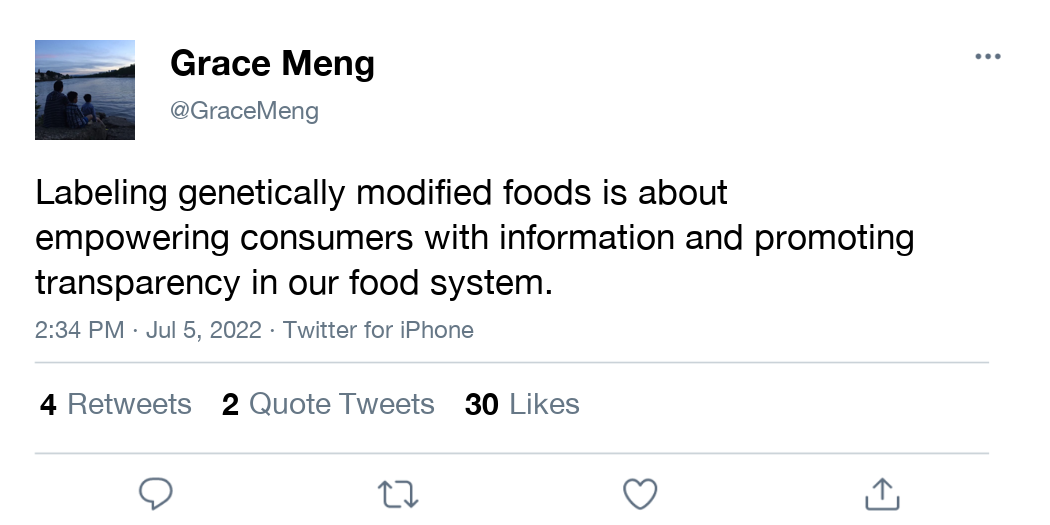 Grace Meng
@GraceMeng
Labeling genetically modified foods is about
empowering consumers with information and promoting
transparency in our food system.
2:34 PM · Jul 5, 2022 · Twitter for iPhone
4 Retweets 2 Quote Tweets 30 Likes